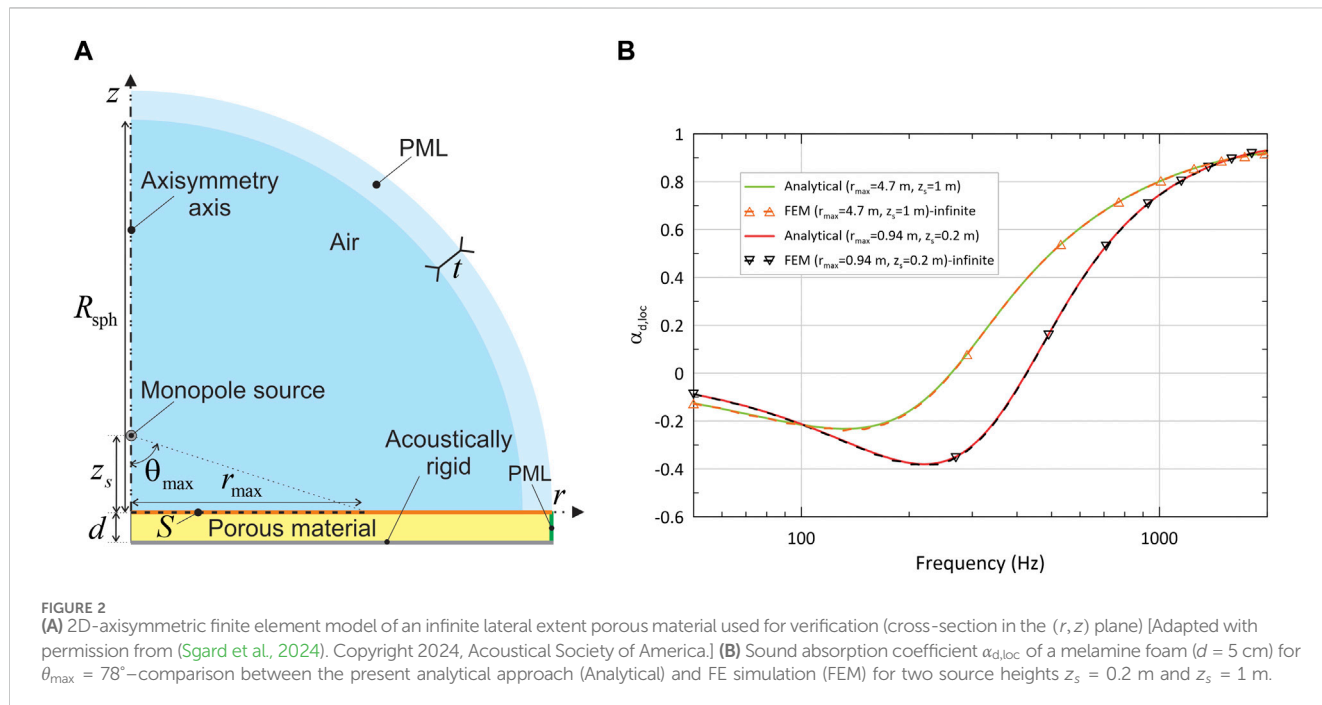 A
z
PML
Axisymmetry
axis
Air
t
R_sph
Monopole source
Acoustically
rigid
z_s
θ_max
r_max
PML
r
S
d
Porous material
B
1
0.8
0.6
0.4
0.2
0
-0.2
-0.4
-0.6
α_d,loc
Analytical (r_max=4.7 m, z_s=1 m)
FEM (r_max=4.7 m, z_s=1 m)-infinite
Analytical (r_max=0.94 m, z_s=0.2 m)
FEM (r_max=0.94 m, z_s=0.2 m)-infinite
100
1000
Frequency (Hz)
FIGURE 2
(A) 2D-axisymmetric finite element model of an infinite lateral extent porous material used for verification (cross-section in the (r, z) plane) [Adapted with
permission from (Sgard et al., 2024). Copyright 2024, Acoustical Society of America.] (B) Sound absorption coefficient α_d,loc of a melamine foam (d = 5 cm) for
θ_max = 78°–comparison between the present analytical approach (Analytical) and FE simulation (FEM) for two source heights z_s = 0.2 m and z_s = 1 m.